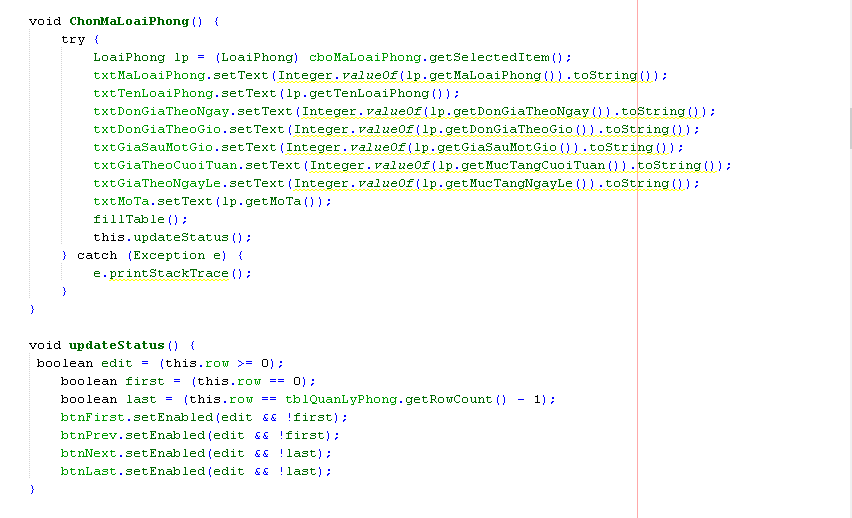 void ChonMaLoaiPhong() {
try {
LoaiPhong lp = (LoaiPhong) cboMaLoaiPhong.getSelectedItem();
txtMaLoaiPhong.setText(Integer.valueOf(lp.getMaLoaiPhong()).toString());
txtTenLoaiPhong.setText(lp.getTenLoaiPhong());
txtDonGiaTheoNgay.setText(Integer.valueOf(lp.getDonGiaTheoNgay()).toString());
txtDonGiaTheoGio.setText(Integer.valueOf(lp.getDonGiaTheoGio()).toString());
txtGiaSauMotGio.setText(Integer.valueOf(lp.getGiaSauMotGio()).toString());
txtGiaTheoCuoiTuan.setText(Integer.valueOf(lp.getMucTangCuoiTuan()).toString());
txtGiaTheoNgayLe.setText(Integer.valueOf(lp.getMucTangNgayLe()).toString());
txtMoTa.setText(lp.getMoTa());
fillTable();
this.updateStatus();
} catch (Exception e) {
e.printStackTrace();
}
}
void updateStatus() {
boolean edit = (this.row >= 0);
boolean first = (this.row == 0);
boolean last = (this.row == tblQuanLyPhong.getRowCount() - 1);
btnFirst.setEnabled(edit && !first);
btnPrev.setEnabled(edit && !first);
btnNext.setEnabled(edit && !last);
btnLast.setEnabled(edit && !last);
}